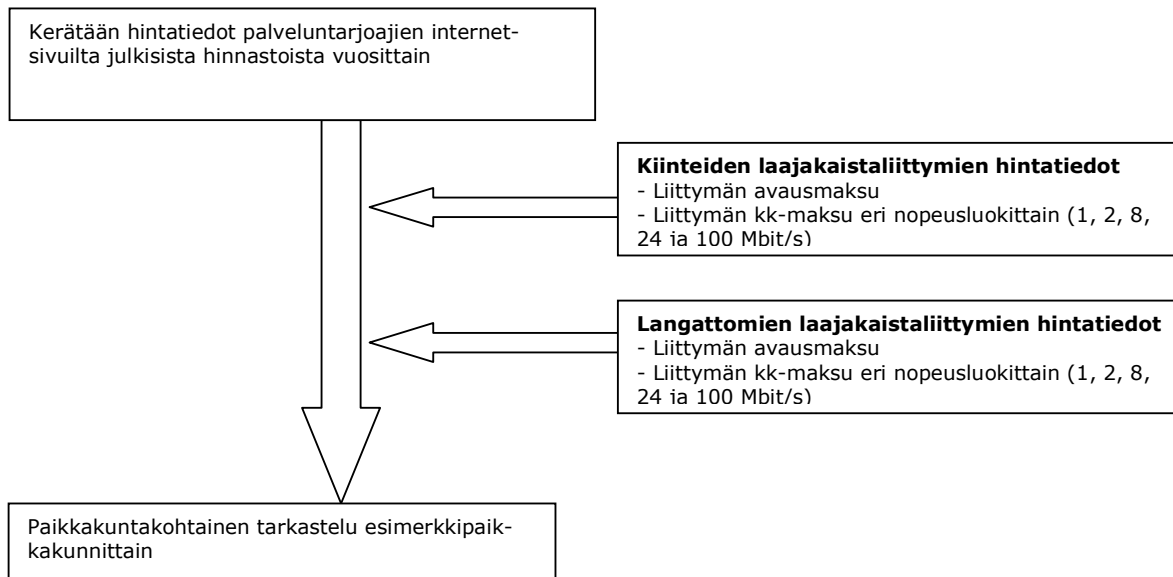 Kerätään hintatiedot palveluntarjoajien internet-
sivuilta julkisista hinnastoista vuosittain
Kiinteiden laajakaistaliittymien hintatiedot
- Liittymän avausmaksu
- Liittymän kk-maksu eri nopeusluokittain (1, 2, 8,
24 ja 100 Mbit/s)
Langattomien laajakaistaliittymien hintatiedot
- Liittymän avausmaksu
- Liittymän kk-maksu eri nopeusluokittain (1, 2, 8,
24 ja 100 Mbit/s)
Paikkakuntakohtainen tarkastelu esimerkkipaik-
kakunnittain